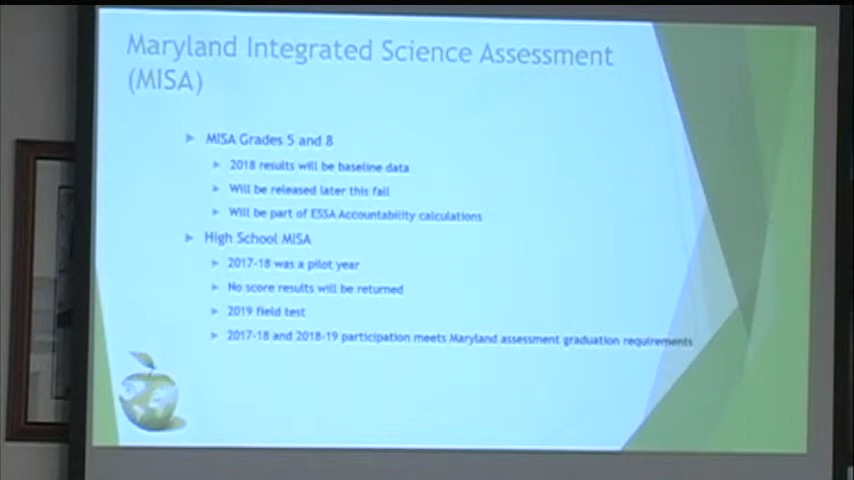 Maryland Integrated Science Assessment
(MISA)
MISA Grades 5 and 8
2018 results will be baseline data
Will be released later this fall
Will be part of ESSA Accountability calculations
High School MISA
2017-18 was a pilot year
No score results will be returned
2019 field test
2017-18 and 2018-19 participation meets Maryland assessment graduation requirements